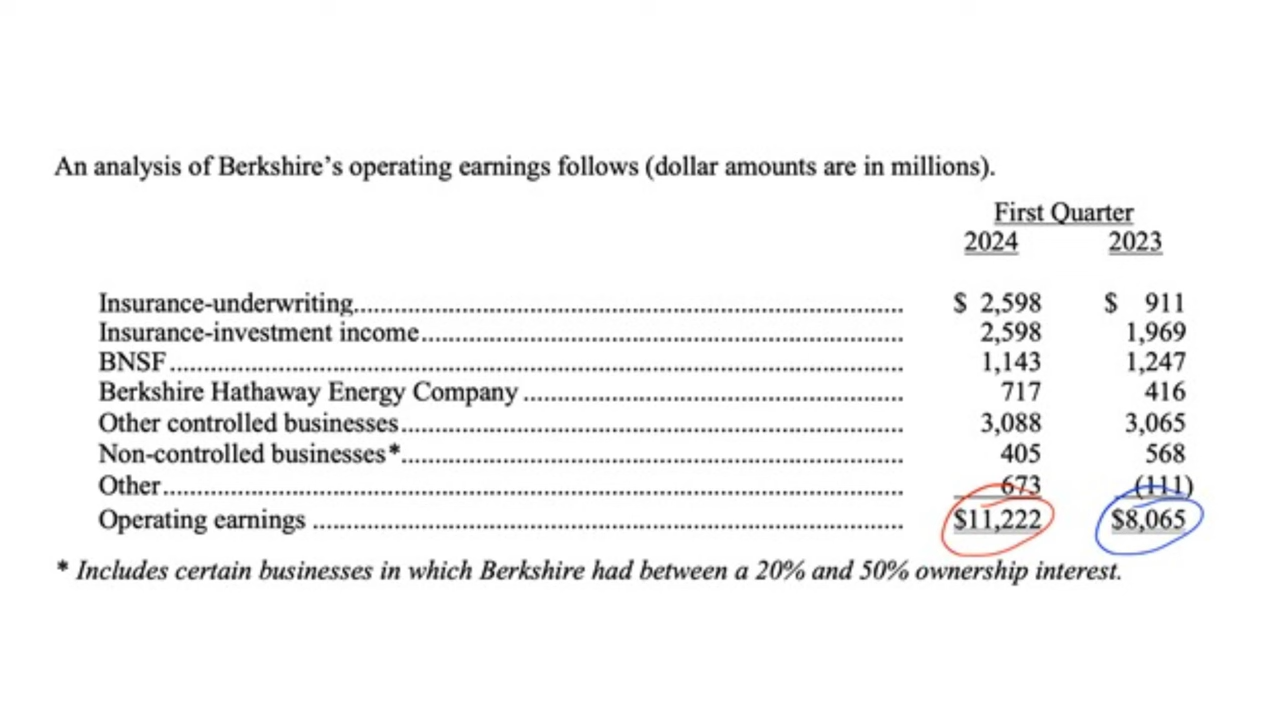 An analysis of Berkshire’s operating earnings follows (dollar amounts are in millions).
First Quarter
2024 2023
Insurance-underwriting.......................................................................................... $ 2,598 $ 911
Insurance-investment income................................................................................ 2,598 1,969
BNSF..................................................................................................................... 1,143 1,247
Berkshire Hathaway Energy Company................................................................. 717 416
Other controlled businesses................................................................................... 3,088 3,065
Non-controlled businesses*................................................................................... 405 568
Other...................................................................................................................... 673 (111)
Operating earnings ................................................................................................ $11,222 $8,065
* Includes certain businesses in which Berkshire had between a 20% and 50% ownership interest.